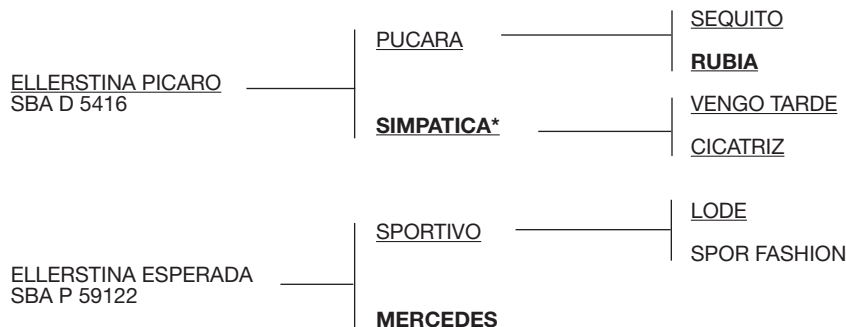 SEQUITO
PUCARA
RUBIA
ELLERSTINA PICARO
SBA D 5416
VENGO TARDE
SIMPATICA*
CICATRIZ
LODE
SPORTIVO
SPOR FASHION
ELLERSTINA ESPERADA
SBA P 59122
MERCEDES